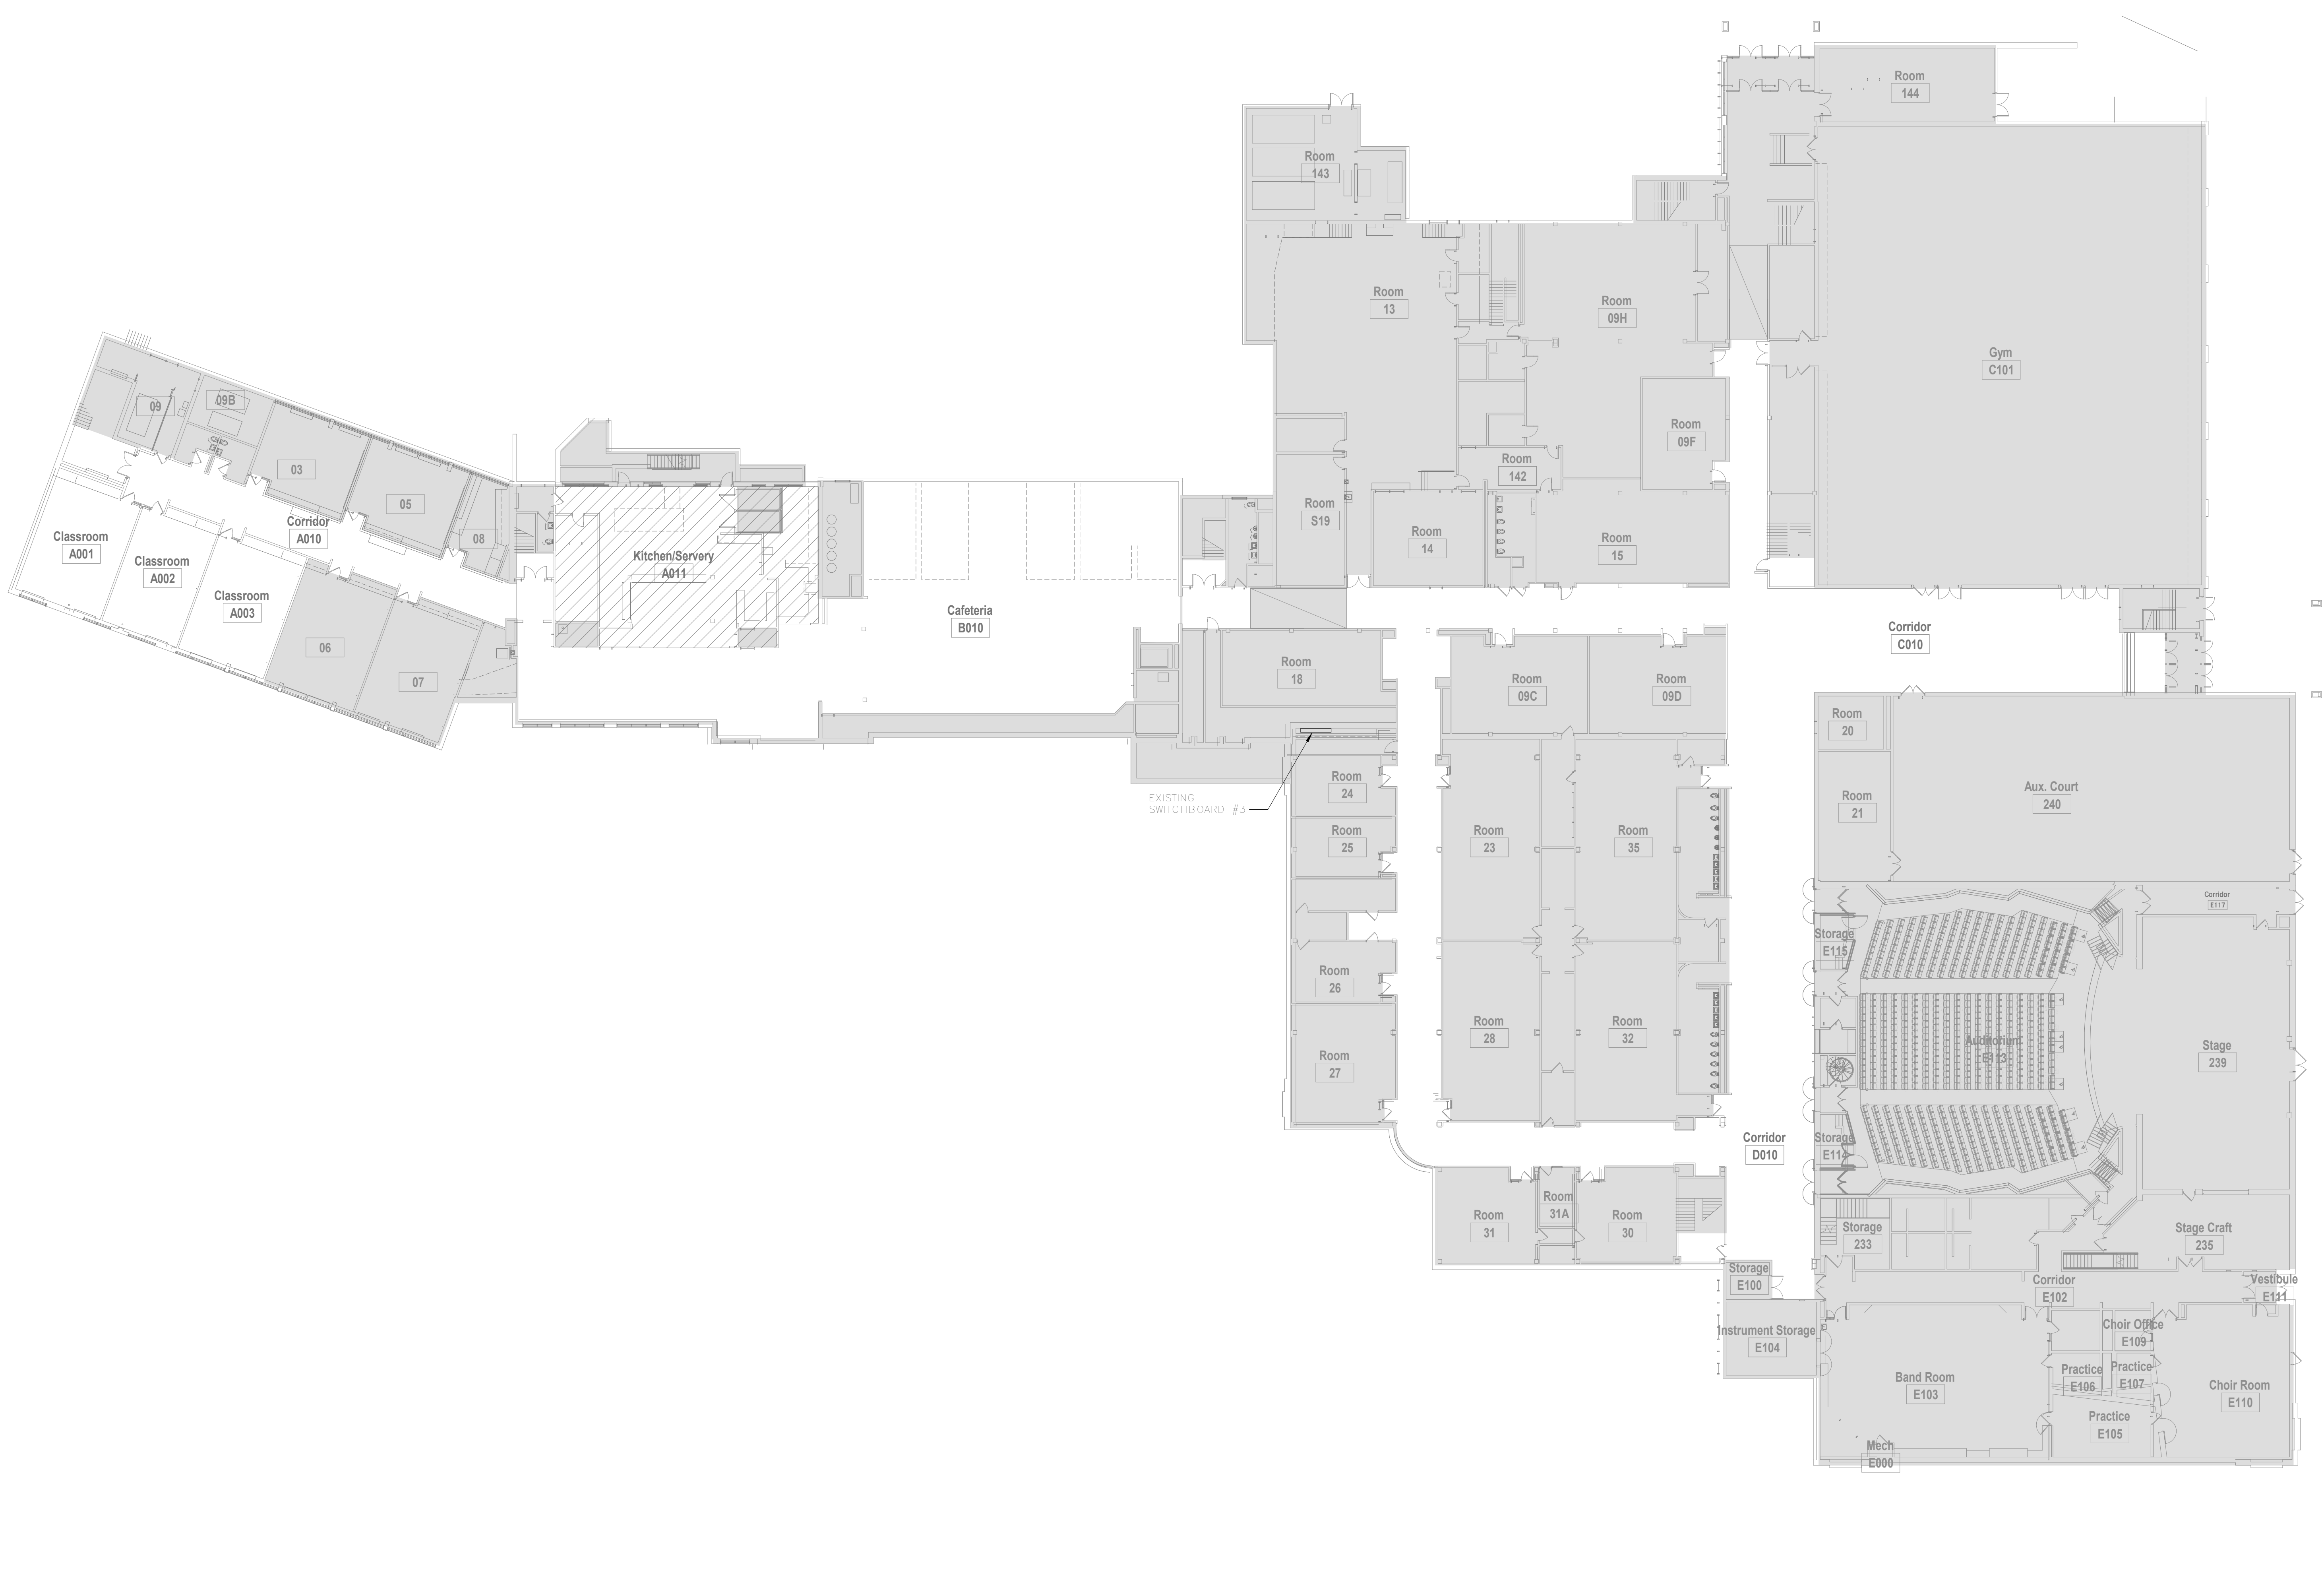 Room
144
Room
143
Room
13
Room
09H
Gym
C101
09
09B
03
05
08
Corridor
A010
Classroom
A001
Classroom
A002
Classroom
A003
06
07
Kitchen/Servery
A011
Cafeteria
B010
Room
09F
Room
142
Room
S19
Room
14
Room
15
Corridor
C010
Room
18
Room
09C
Room
09D
Room
20
Room
21
Aux. Court
240
EXISTING
SWITCHBOARD #3
Room
24
Room
25
Room
23
Room
35
Room
26
Room
27
Room
28
Room
32
Corridor
E117
Storage
E115
Auditorium
E113
Stage
239
Storage
E114
Corridor
D010
Room
31
Room
31A
Room
30
Storage
233
Stage Craft
235
Storage
E100
Corridor
E102
Vestibule
E111
Instrument Storage
E104
Choir Office
E109
Band Room
E103
Practice
E106
Practice
E107
Choir Room
E110
Practice
E105
Mech
E000